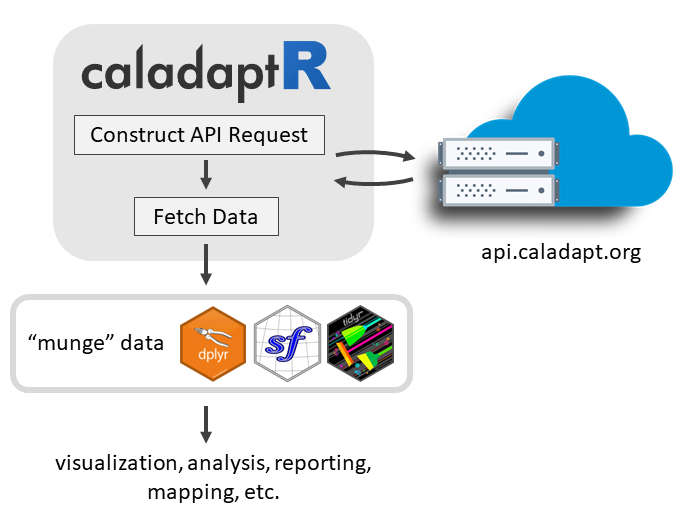 caladaptR
Construct API Request
Fetch Data
api.caladapt.org
“munge” data
dplyr
sf
tidyr
visualization, analysis, reporting,
mapping, etc.